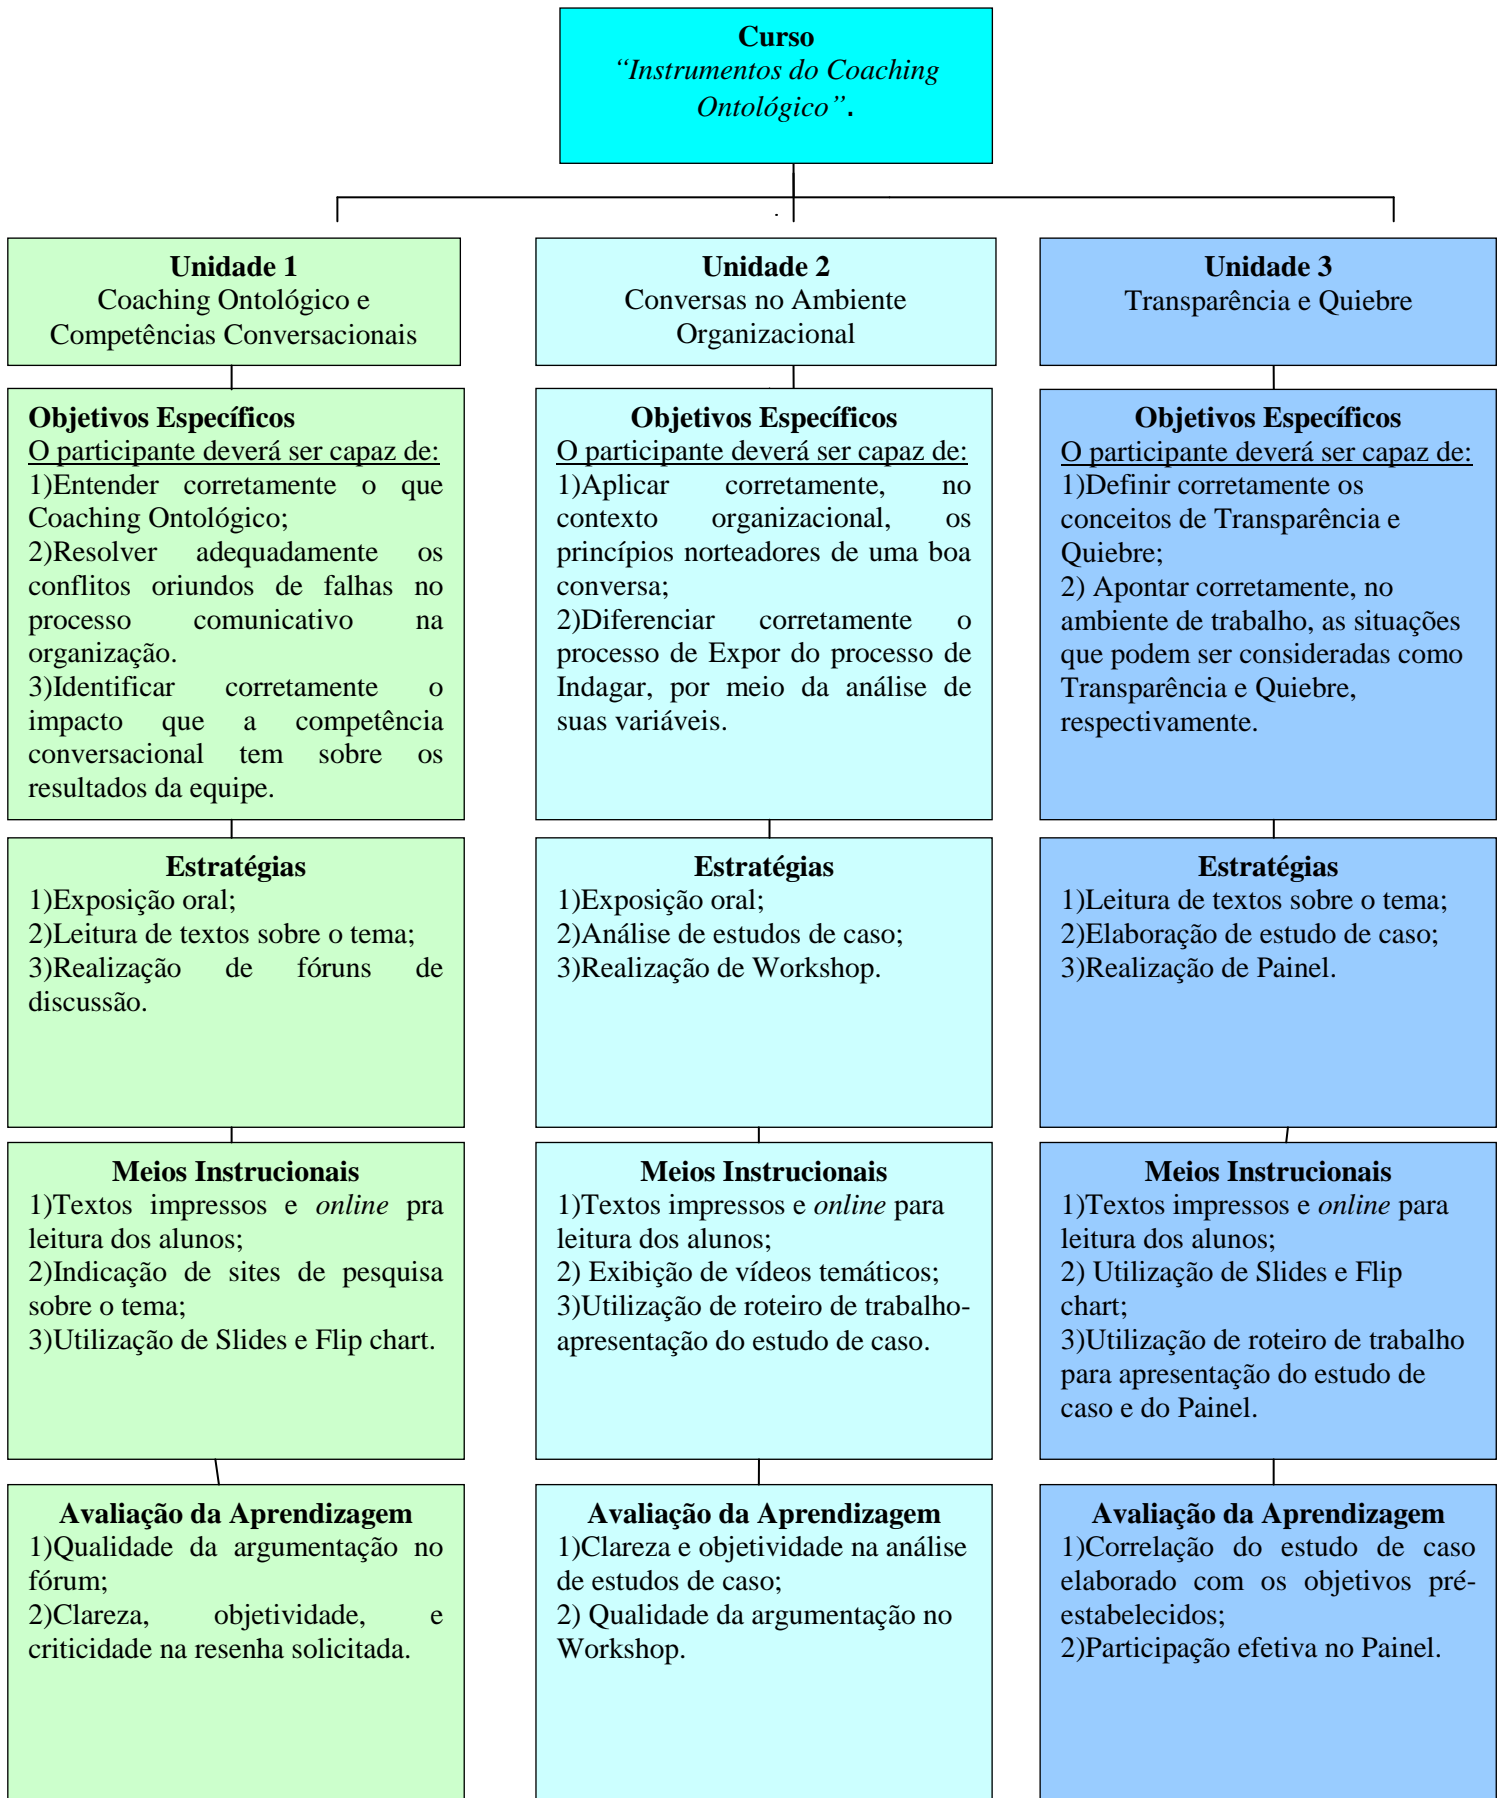 Curso
“Instrumentos do Coaching
Ontológico”.
Unidade 1
Coaching Ontológico e
Competências Conversacionais
Objetivos Específicos
O participante deverá ser capaz de:
1)Entender corretamente o que
Coaching Ontológico;
2)Resolver adequadamente os
conflitos oriundos de falhas no
processo comunicativo na
organização.
3)Identificar corretamente o
impacto que a competência
conversacional tem sobre os
resultados da equipe.
Estratégias
1)Exposição oral;
2)Leitura de textos sobre o tema;
3)Realização de fóruns de
discussão.
Meios Instrucionais
1)Textos impressos e online pra
leitura dos alunos;
2)Indicação de sites de pesquisa
sobre o tema;
3)Utilização de Slides e Flip chart.
Avaliação da Aprendizagem
1)Qualidade da argumentação no
fórum;
2)Clareza, objetividade, e
criticidade na resenha solicitada.
Unidade 2
Conversas no Ambiente
Organizacional
Objetivos Específicos
O participante deverá ser capaz de:
1)Aplicar corretamente, no
contexto organizacional, os
princípios norteadores de uma boa
conversa;
2)Diferenciar corretamente o
processo de Expor do processo de
Indagar, por meio da análise de
suas variáveis.
Estratégias
1)Exposição oral;
2)Análise de estudos de caso;
3)Realização de Workshop.
Meios Instrucionais
1)Textos impressos e online para
leitura dos alunos;
2) Exibição de vídeos temáticos;
3)Utilização de roteiro de trabalho-
apresentação do estudo de caso.
Avaliação da Aprendizagem
1)Clareza e objetividade na análise
de estudos de caso;
2) Qualidade da argumentação no
Workshop.
Unidade 3
Transparência e Quiebre
Objetivos Específicos
O participante deverá ser capaz de:
1)Definir corretamente os
conceitos de Transparência e
Quiebre;
2) Apontar corretamente, no
ambiente de trabalho, as situações
que podem ser consideradas como
Transparência e Quiebre,
respectivamente.
Estratégias
1)Leitura de textos sobre o tema;
2)Elaboração de estudo de caso;
3)Realização de Painel.
Meios Instrucionais
1)Textos impressos e online para
leitura dos alunos;
2) Utilização de Slides e Flip
chart;
3)Utilização de roteiro de trabalho
para apresentação do estudo de
caso e do Painel.
Avaliação da Aprendizagem
1)Correlação do estudo de caso
elaborado com os objetivos pré-
estabelecidos;
2)Participação efetiva no Painel.